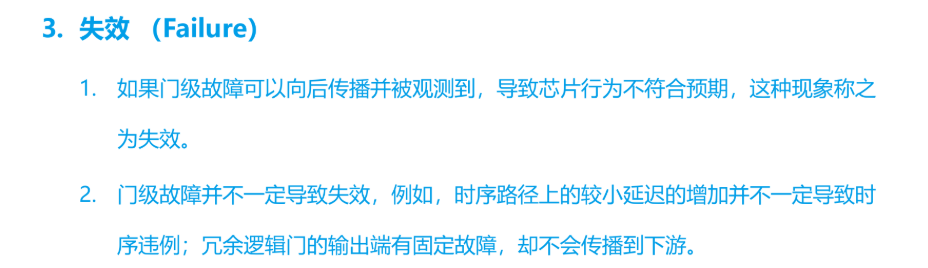 3. 失效 （Failure）
1. 如果门级故障可以向后传播并被观测到，导致芯片行为不符合预期，这种现象称之
为失效。
2. 门级故障并不一定导致失效，例如，时序路径上的较小延迟的增加并不一定导致时
序违例；冗余逻辑门的输出端有固定故障，却不会传播到下游。